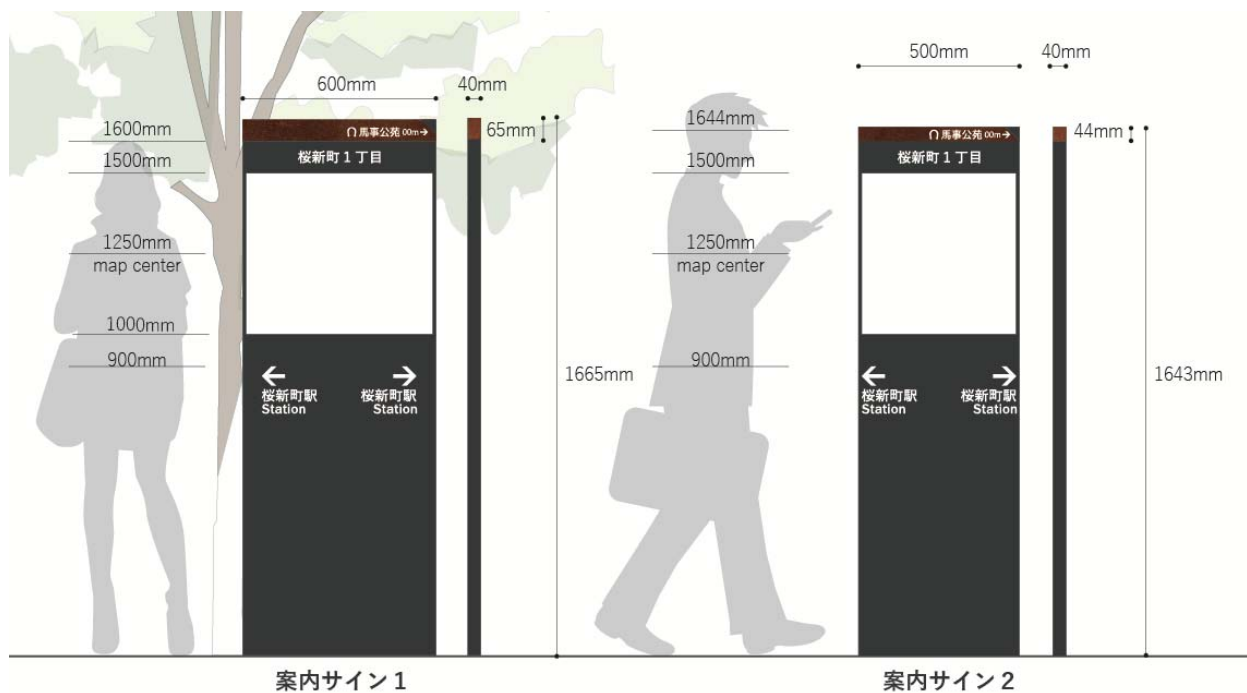 600mm
40mm
1600mm
1500mm
1250mm
map center
1000mm
900mm
馬事公苑 00m→
桜新町1丁目
65mm
← →
桜新町駅 桜新町駅
Station Station
1665mm
案内サイン1
500mm
40mm
1644mm
1500mm
1250mm
map center
900mm
馬事公苑 00m→
桜新町1丁目
44mm
← →
桜新町駅 桜新町駅
Station Station
1643mm
案内サイン2